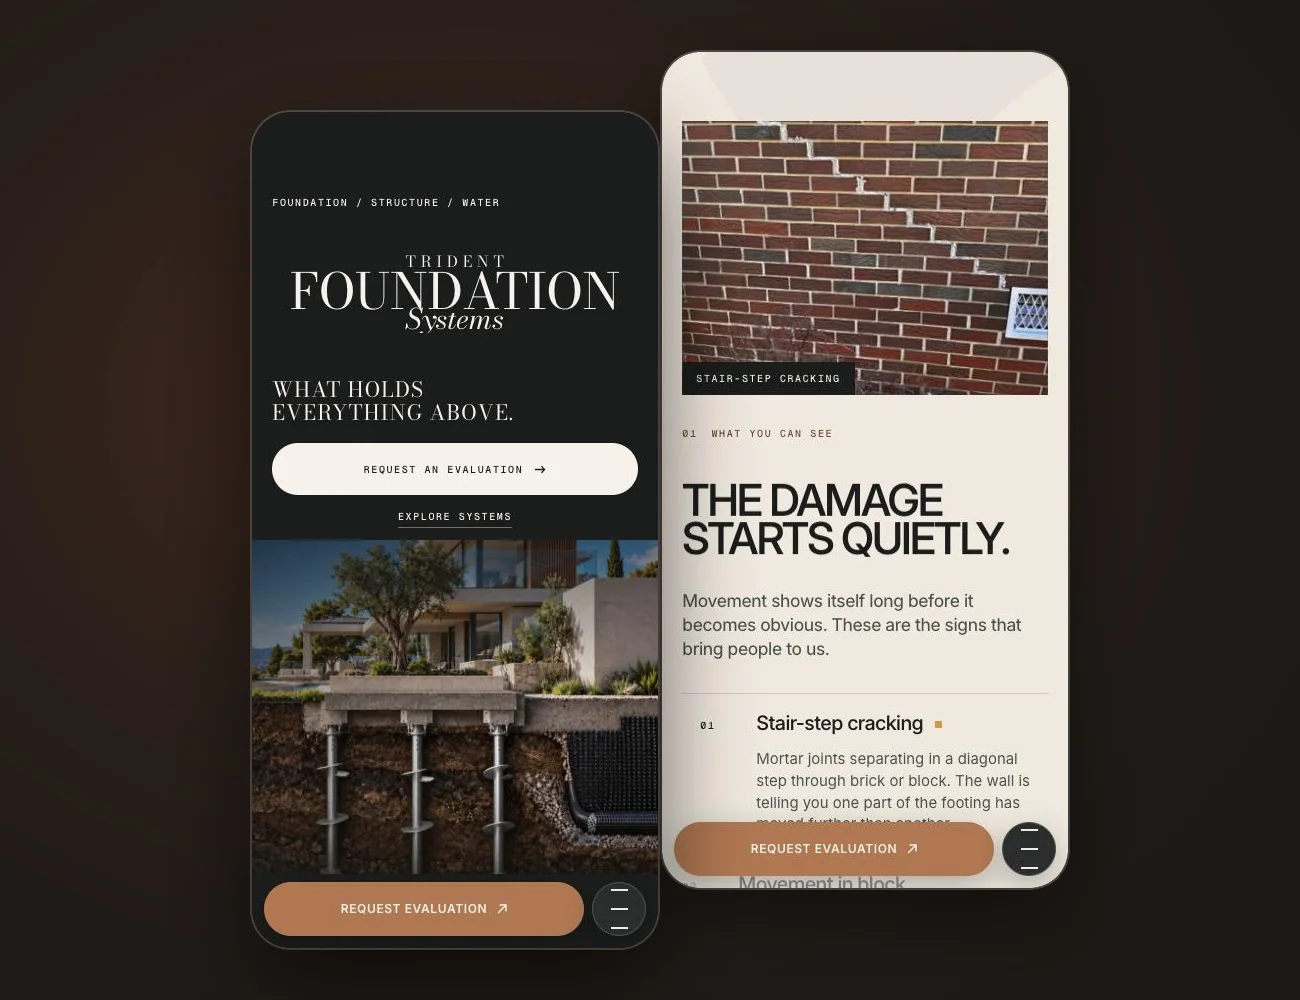 FOUNDATION / STRUCTURE / WATER
TRIDENT
FOUNDATION
Systems
WHAT HOLDS
EVERYTHING ABOVE.
REQUEST AN EVALUATION →
EXPLORE SYSTEMS
REQUEST EVALUATION ↗
STAIR-STEP CRACKING
01 WHAT YOU CAN SEE
THE DAMAGE
STARTS QUIETLY.
Movement shows itself long before it
becomes obvious. These are the signs that
bring people to us.
01 Stair-step cracking
Mortar joints separating in a diagonal
step through brick or block. The wall is
telling you one part of the footing has
moved further than another.
REQUEST EVALUATION ↗
Movement in block